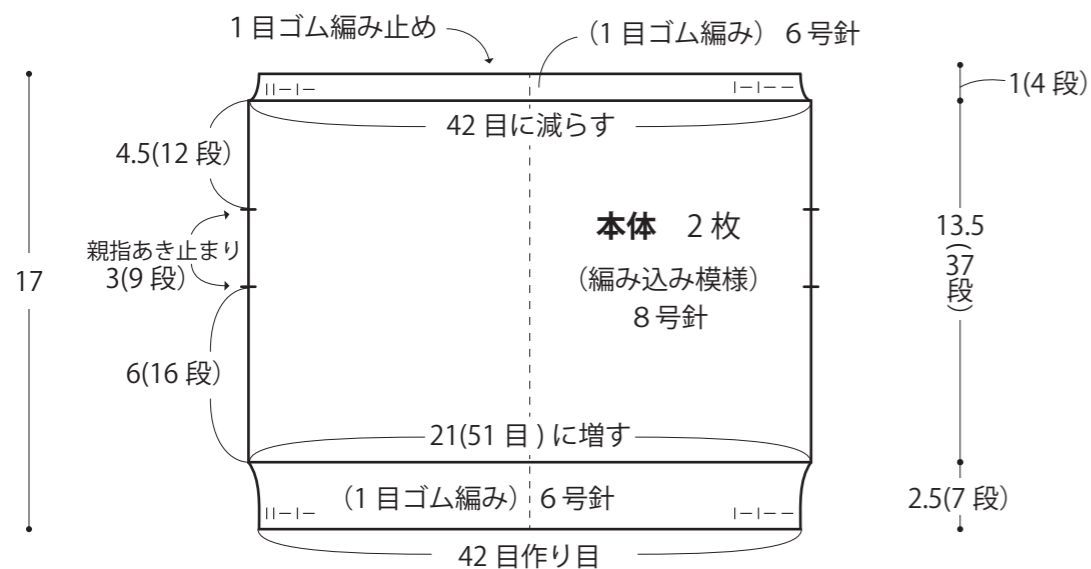 1目ゴム編み止め
（1目ゴム編み） 6号針
1(4段）
42目に減らす
4.5(12段）
本体 2枚
親指あき止まり
3(9段）
（編み込み模様）
8号針
17
13.5
（37段）
6(16段）
21(51目)に増す
（1目ゴム編み） 6号針
2.5(7段）
42目作り目